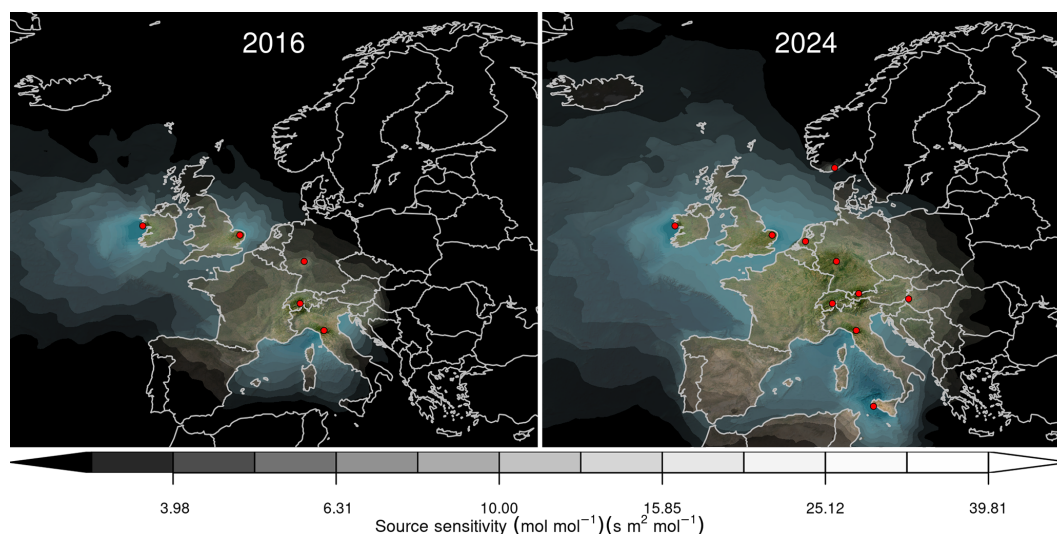 2016
2024
3.98 6.31 10.00 15.85 25.12 39.81
Source sensitivity (mol mol⁻¹)(s m² mol⁻¹)